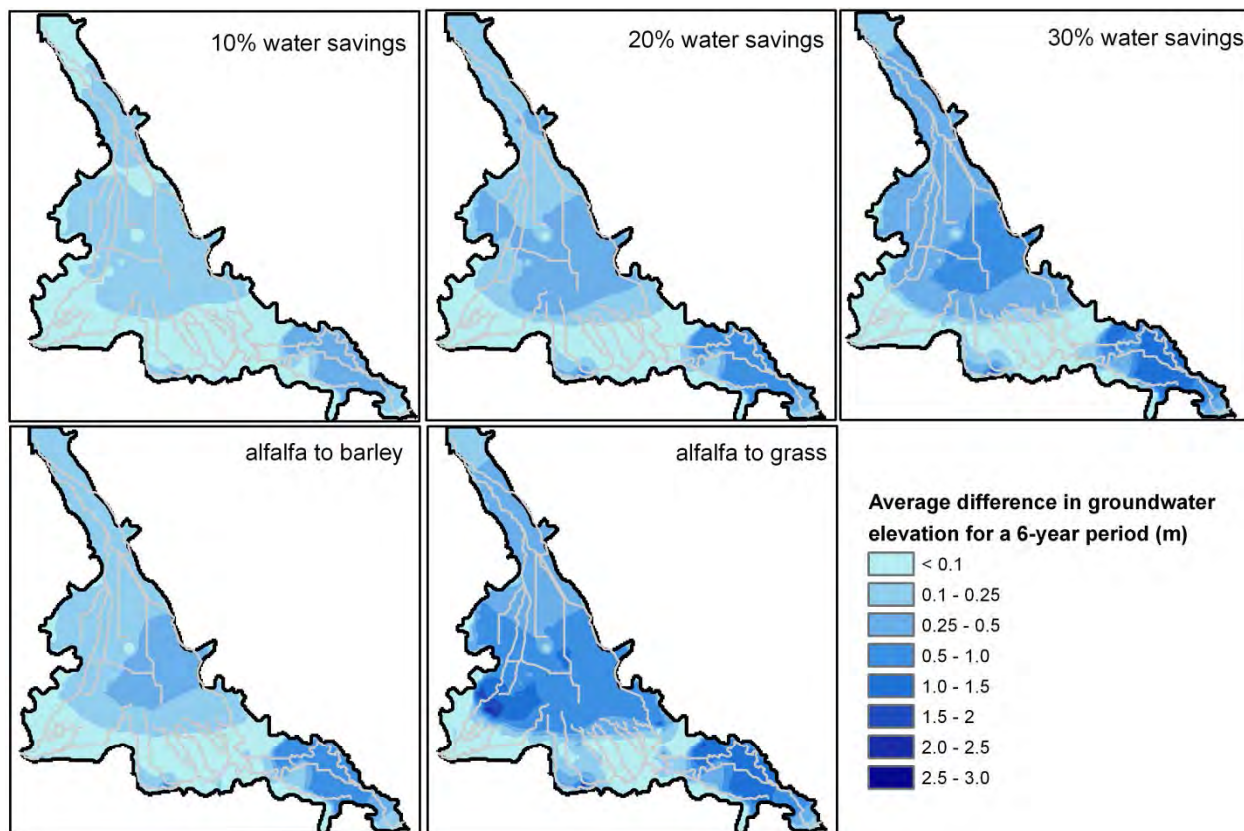 10% water savings
20% water savings
30% water savings
alfalfa to barley
alfalfa to grass
Average difference in groundwater
elevation for a 6-year period (m)
< 0.1
0.1 - 0.25
0.25 - 0.5
0.5 - 1.0
1.0 - 1.5
1.5 - 2
2.0 - 2.5
2.5 - 3.0